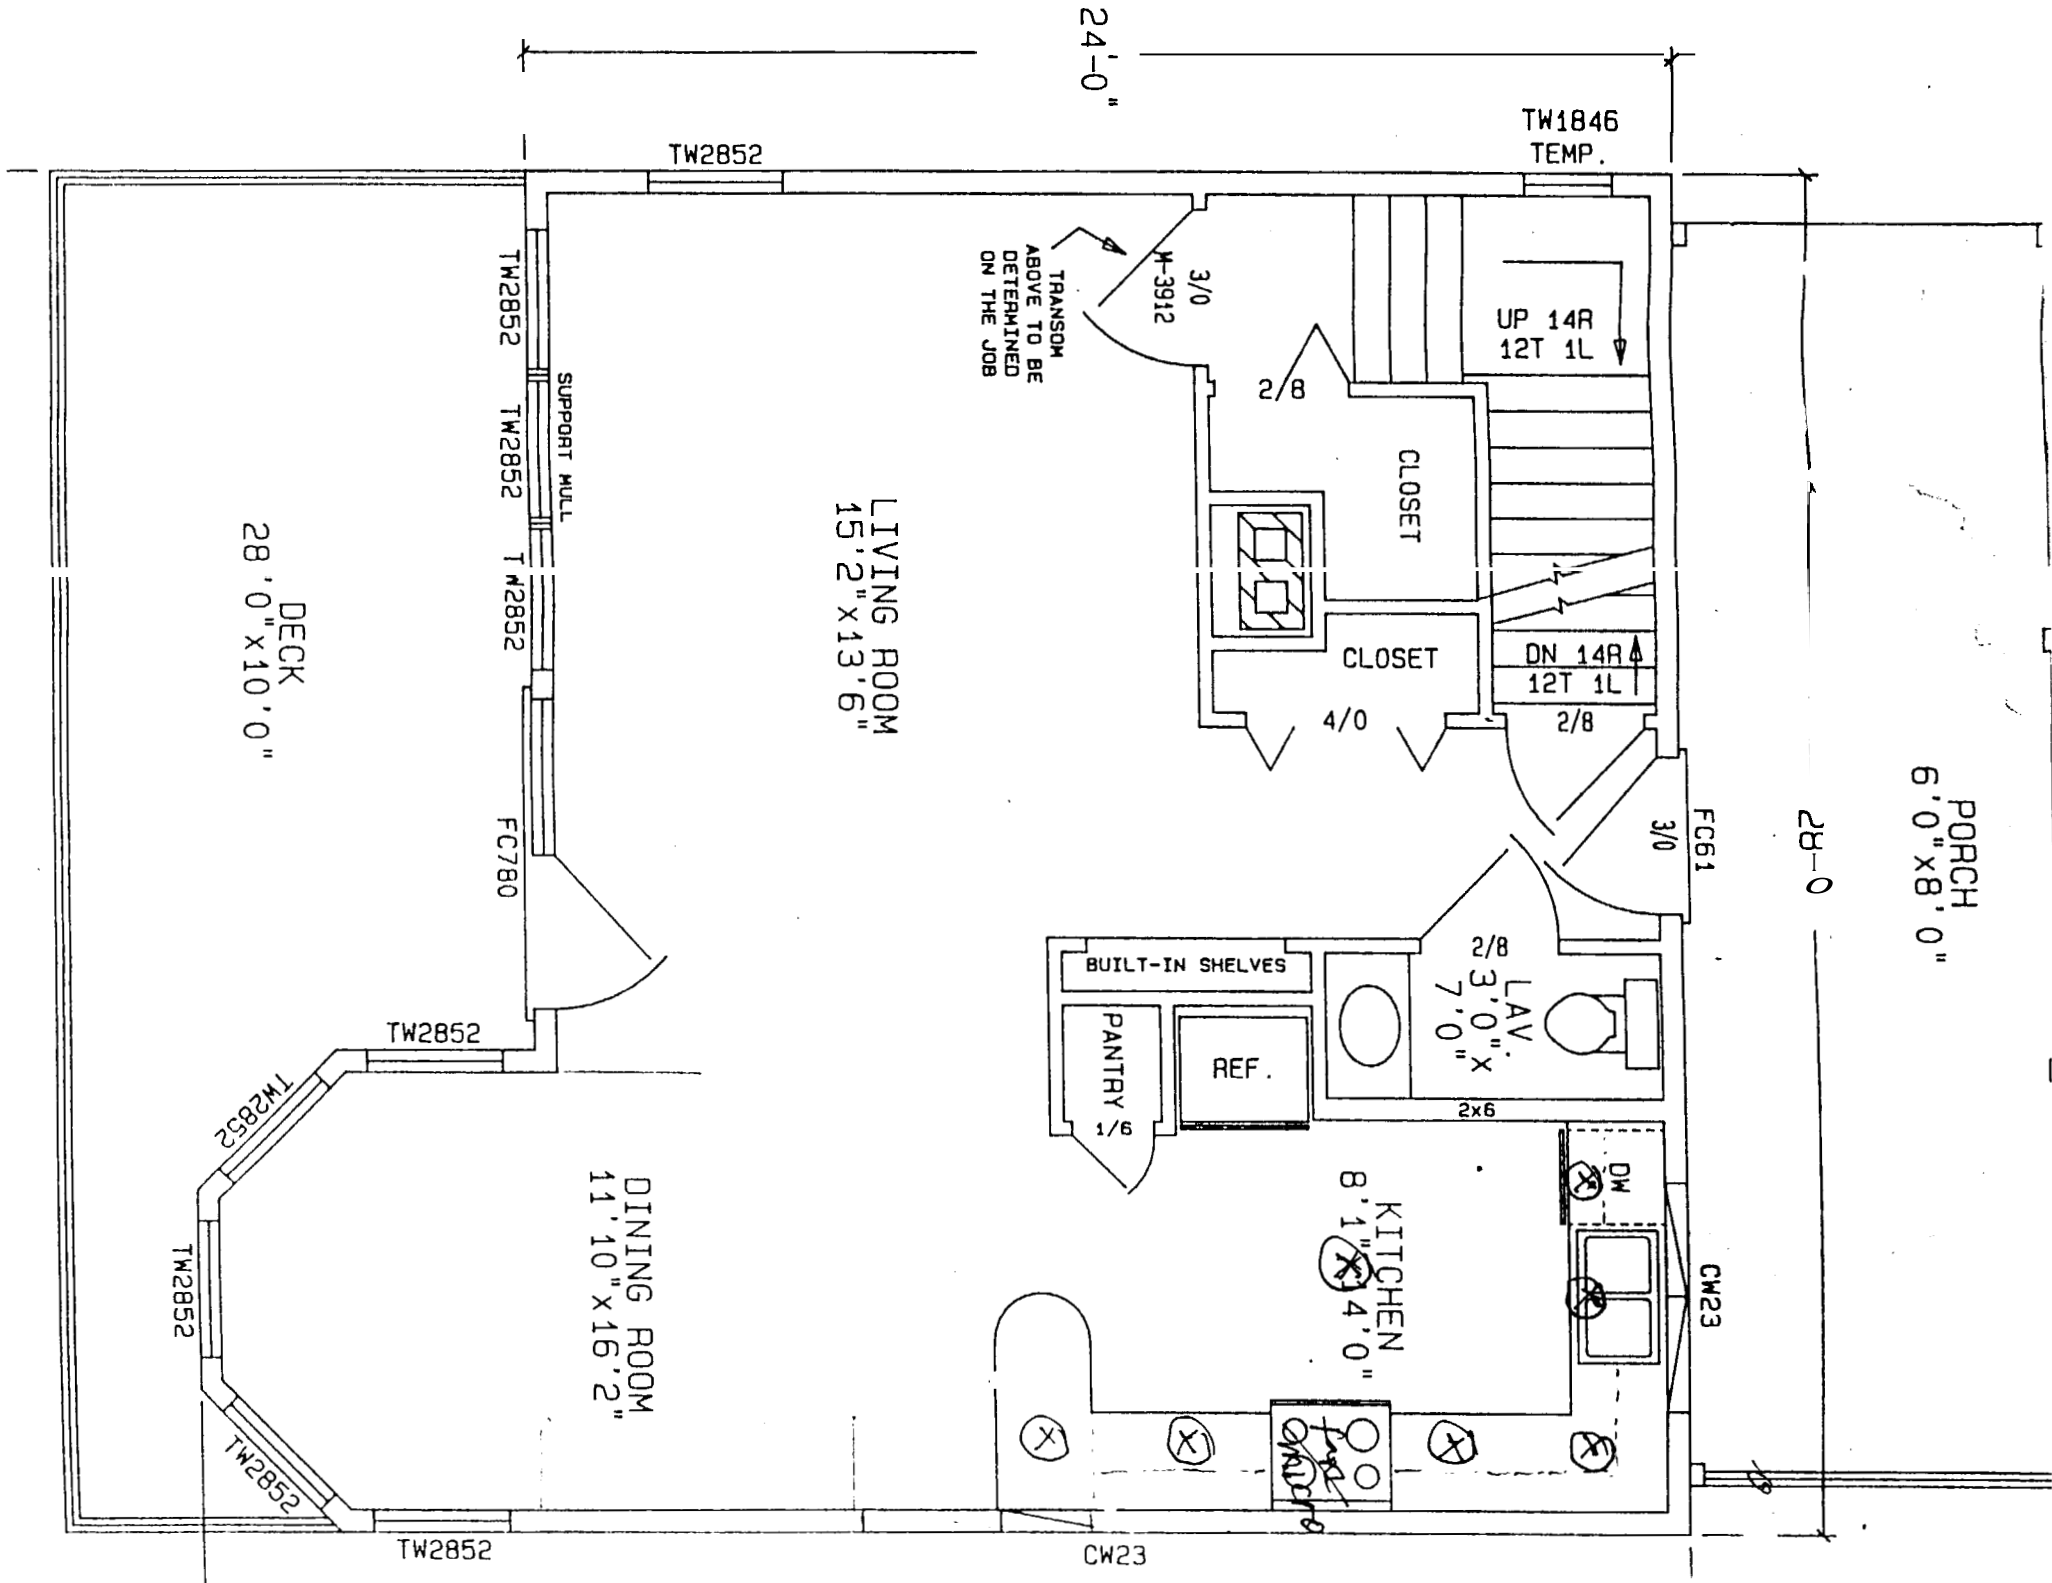 24'-0"
TW1846
TEMP.
TW2852
TW2852
TW2852
TW2852
SUPPORT MULL
TRANSOM
ABOVE TO BE
DETERMINED
ON THE JOB
3/0
M-3912
UP 14R
12T 1L
2/8
CLOSET
CLOSET
4/0
DN 14R
12T 1L
2/8
FC61
3/0
28-0
PORCH
6'0"x8'0"
LIVING ROOM
15'2"x13'6"
DECK
28'0"x10'0"
FC780
BUILT-IN SHELVES
2/8
LAV.
3'0"x
7'0"
PANTRY
1/6
REF.
2x6
DW
CW23
KITCHEN
8'1" 14'0"
TW2852
TW2852
TW2852
TW2852
TW2852
DINING ROOM
11'10"x16'2"
micro
CW23